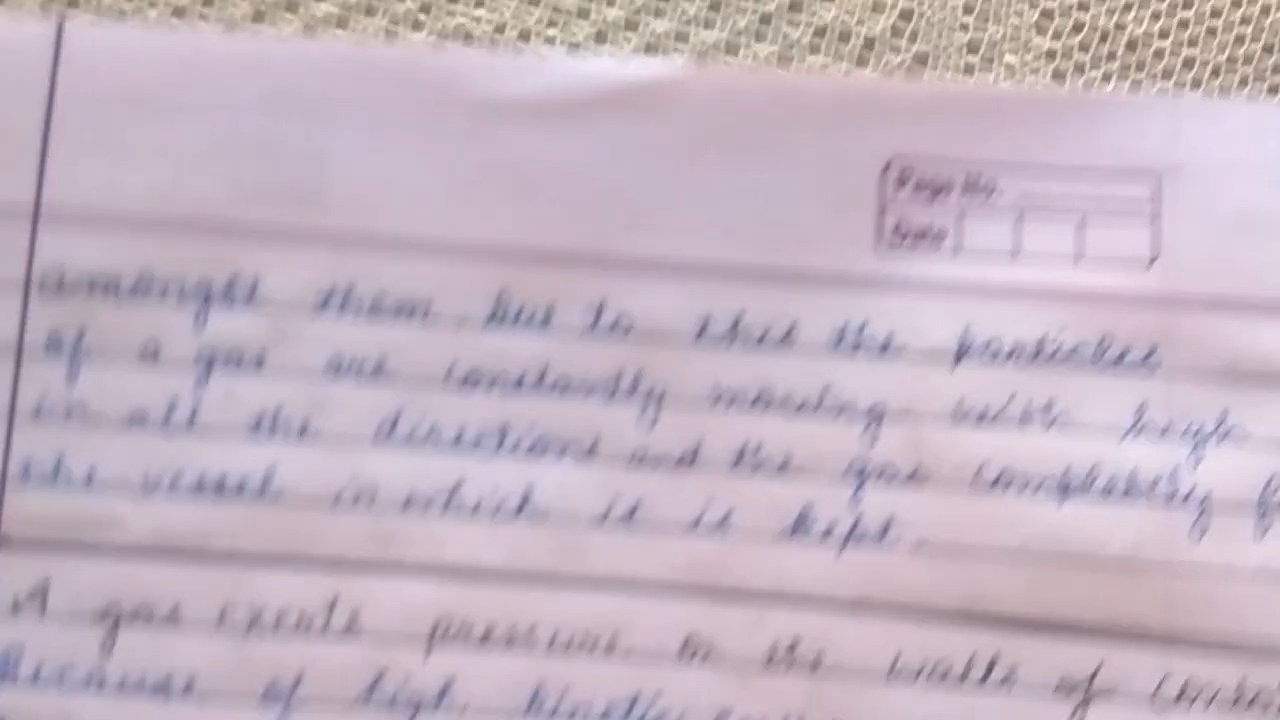 Page No.
Date
amongst them. Due to this the particles
of a gas are constantly moving with high
in all the directions and the gas completely
the vessel in which it is kept.
A gas exerts pressure on the walls of
Because of high kinetic